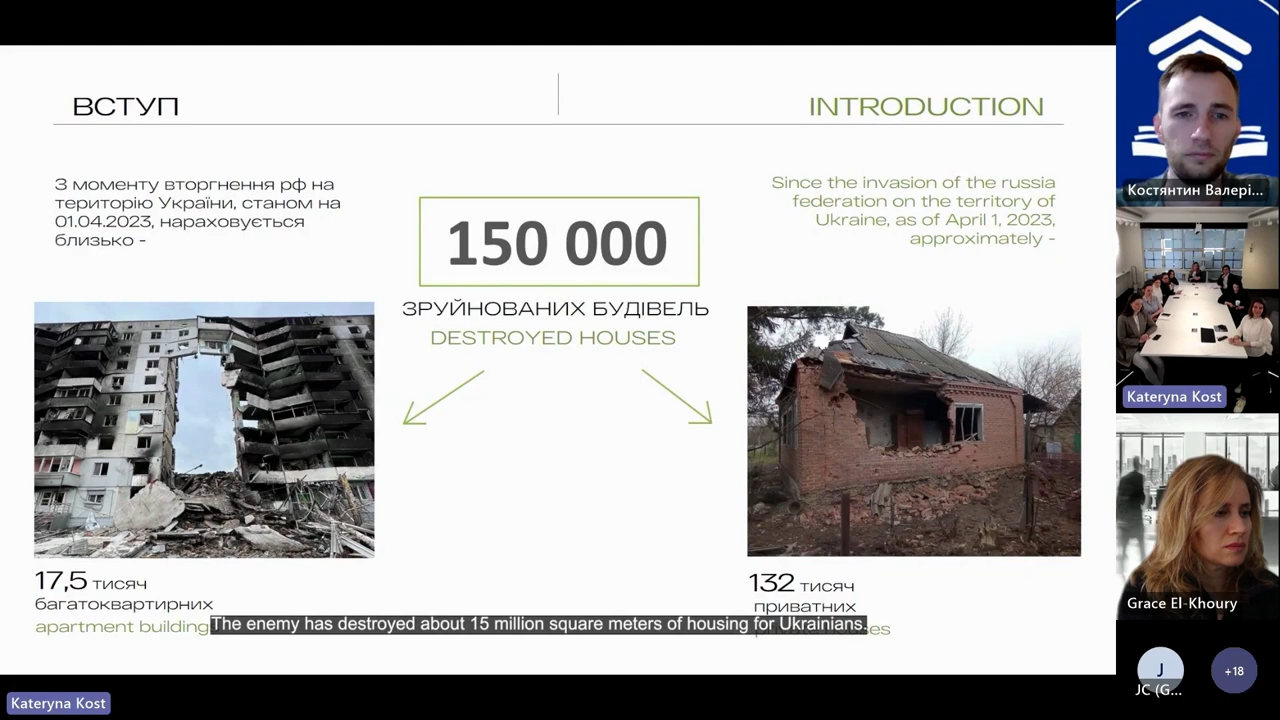 ВСТУП
INTRODUCTION
З моменту вторгнення рф на
території України, станом на
01.04.2023, нараховується
близько -
Since the invasion of the russia
federation on the territory of
Ukraine, as of April 1, 2023,
approximately -
150 000
ЗРУЙНОВАНИХ БУДІВЕЛЬ
DESTROYED HOUSES
17,5 тисяч
багатоквартирних
apartment building
132 тисяч
приватних
The enemy has destroyed about 15 million square meters of housing for Ukrainians.
Kateryna Kost
Костянтин Валері...
Kateryna Kost
Grace El-Khoury
J
JC (G...
+18